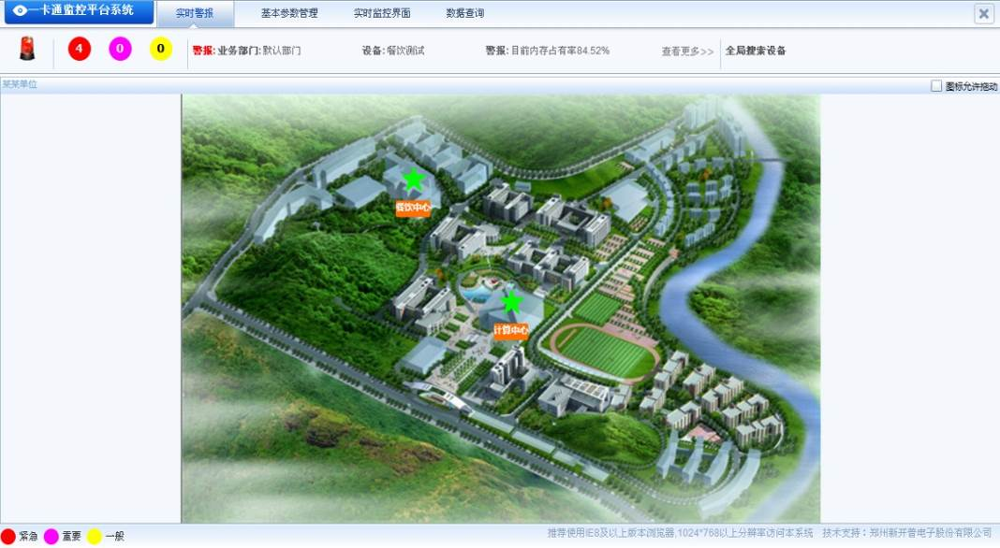 一卡通监控平台系统
实时警报
基本参数管理
实时监控界面
数据查询
4
0
0
警报:业务部门:默认部门
设备:餐饮测试
警报:目前内存占有率84.52%
查看更多>>
全局搜索设备
某某单位
图标允许拖动
餐饮中心
计算中心
紧急
重要
一般
推荐使用IE8及以上版本浏览器,1024*768以上分辨率访问本系统 技术支持：郑州新开普电子股份有限公司